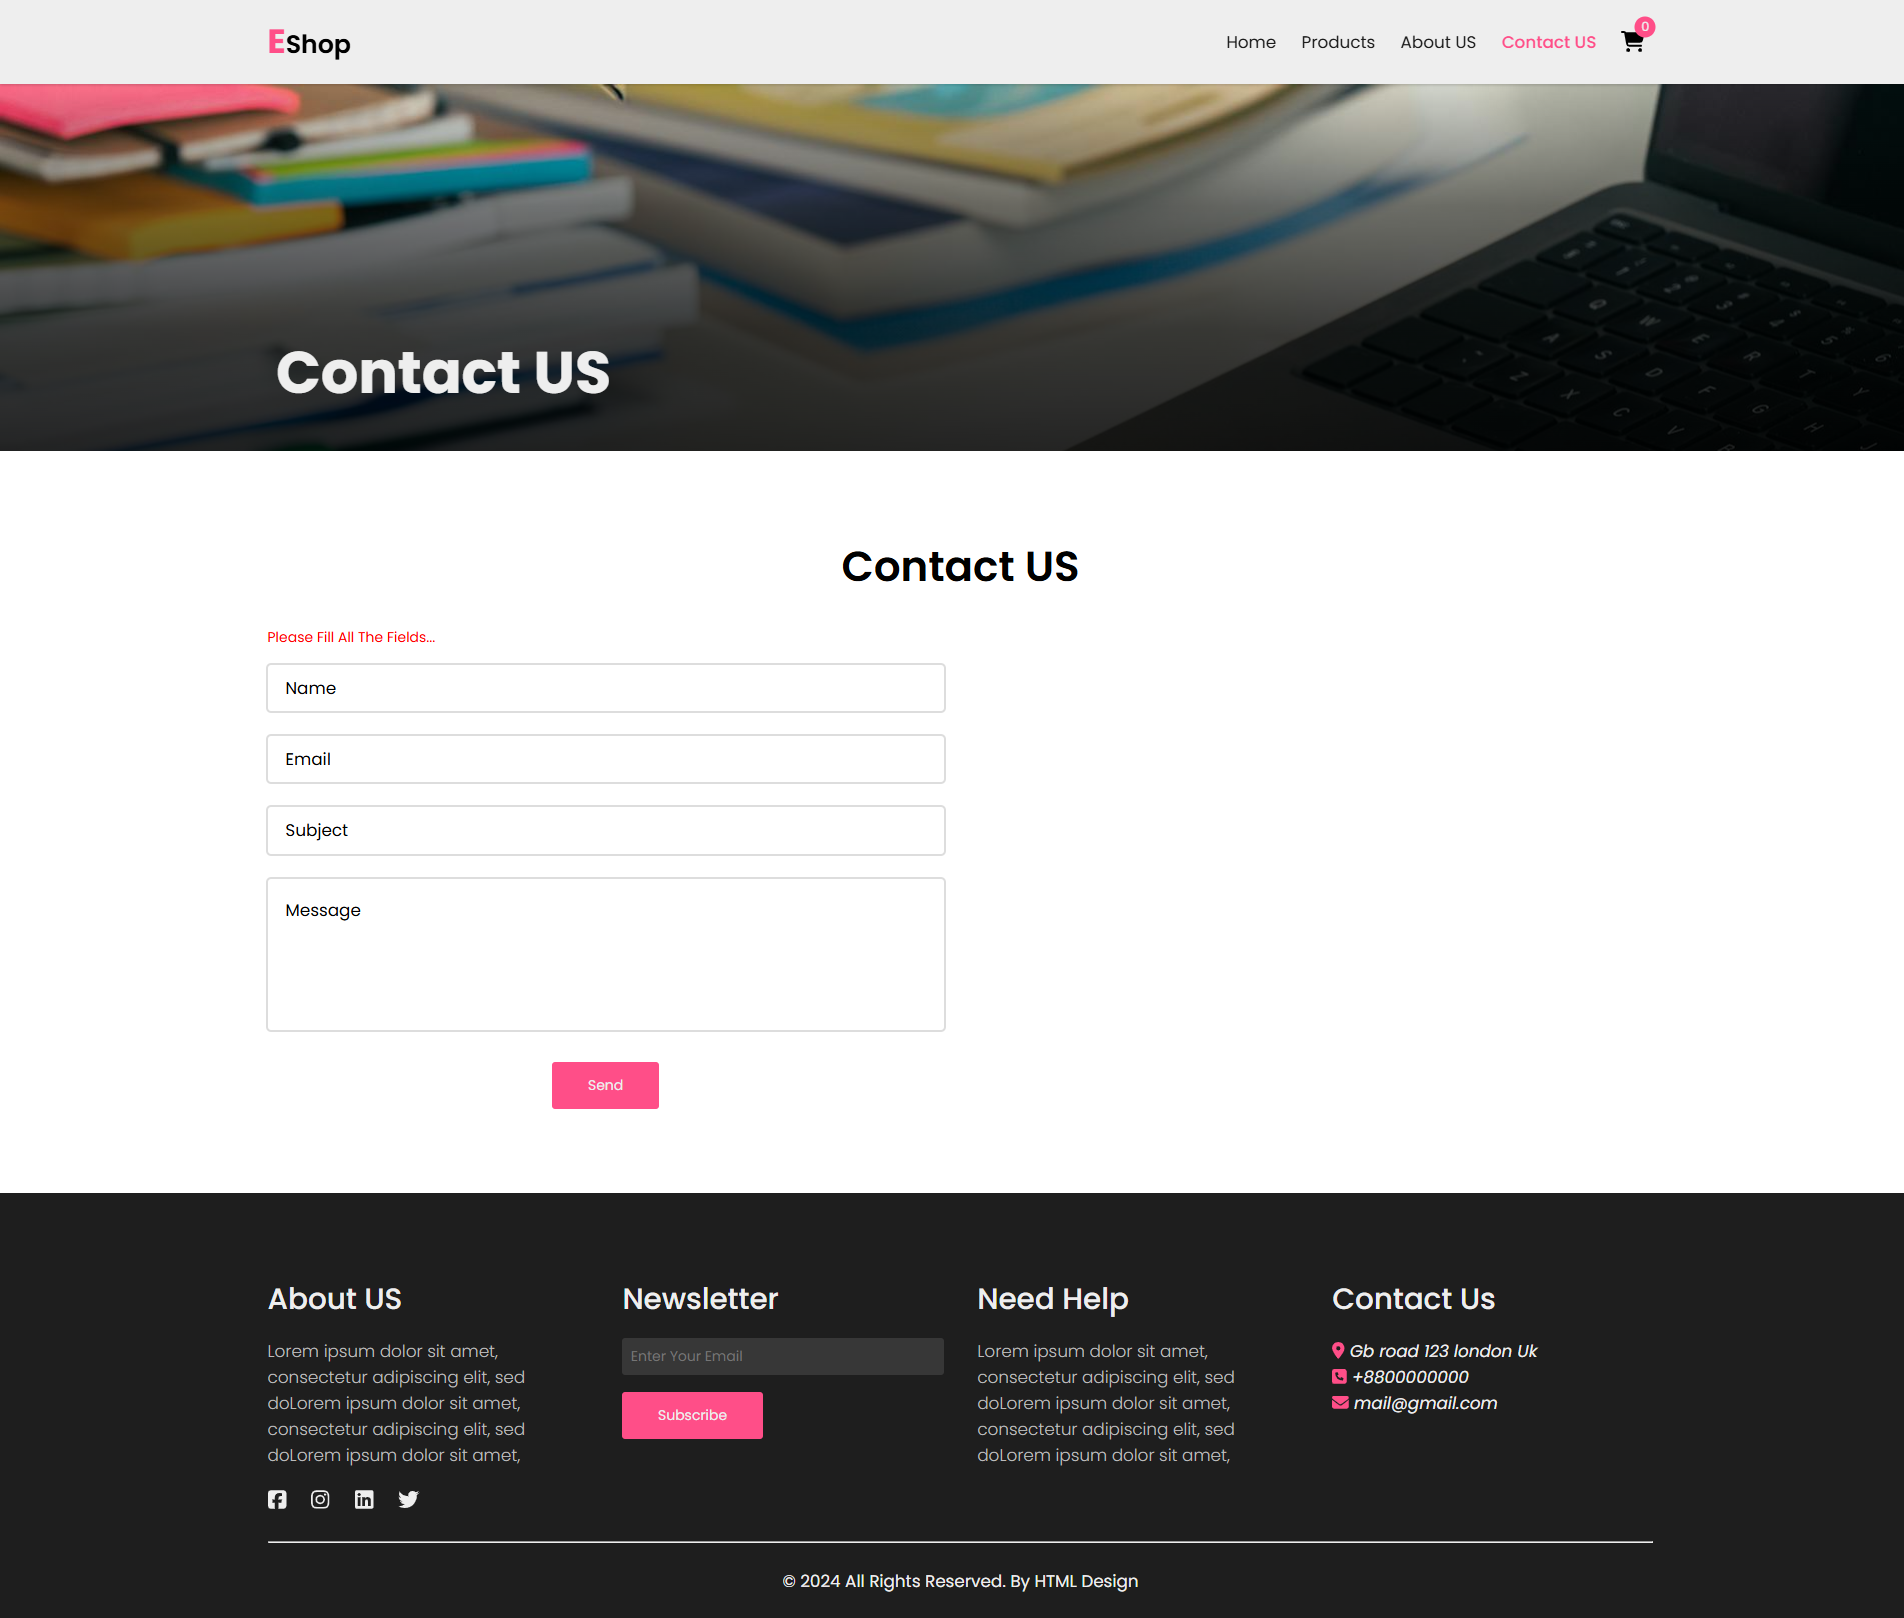 EShop
Home Products About US Contact US 0
Contact US
Contact US
Please Fill All The Fields...
Name
Email
Subject
Message
Send
About US
Lorem ipsum dolor sit amet,
consectetur adipiscing elit, sed
doLorem ipsum dolor sit amet,
consectetur adipiscing elit, sed
doLorem ipsum dolor sit amet,
Newsletter
Enter Your Email
Subscribe
Need Help
Lorem ipsum dolor sit amet,
consectetur adipiscing elit, sed
doLorem ipsum dolor sit amet,
consectetur adipiscing elit, sed
doLorem ipsum dolor sit amet,
Contact Us
Gb road 123 london Uk
+8800000000
mail@gmail.com
© 2024 All Rights Reserved. By HTML Design